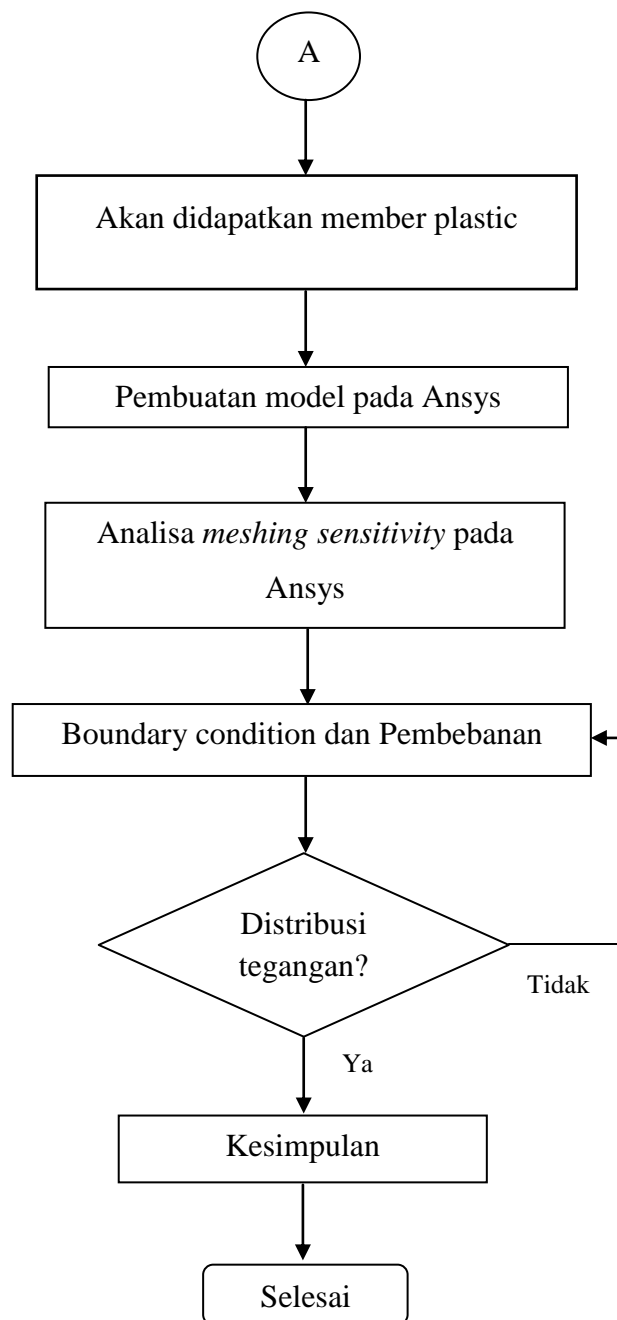 A
Akan didapatkan member plastic
Pembuatan model pada Ansys
Analisa meshing sensitivity pada
Ansys
Boundary condition dan Pembebanan
Distribusi
tegangan?
Tidak
Ya
Kesimpulan
Selesai